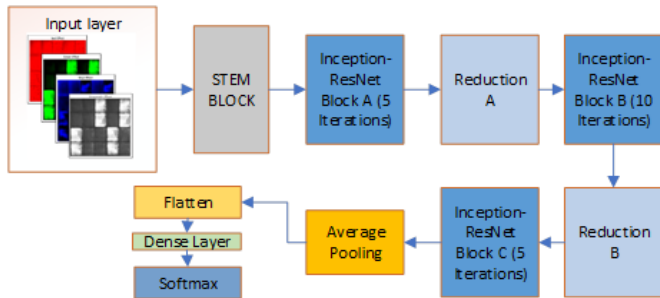 Input layer
STEM
BLOCK
Inception-
ResNet
Block A (5
Iterations)
Reduction
A
Inception-
ResNet
Block B (10
Iterations)
Reduction
B
Inception-
ResNet
Block C (5
Iterations)
Average
Pooling
Flatten
Dense Layer
Softmax